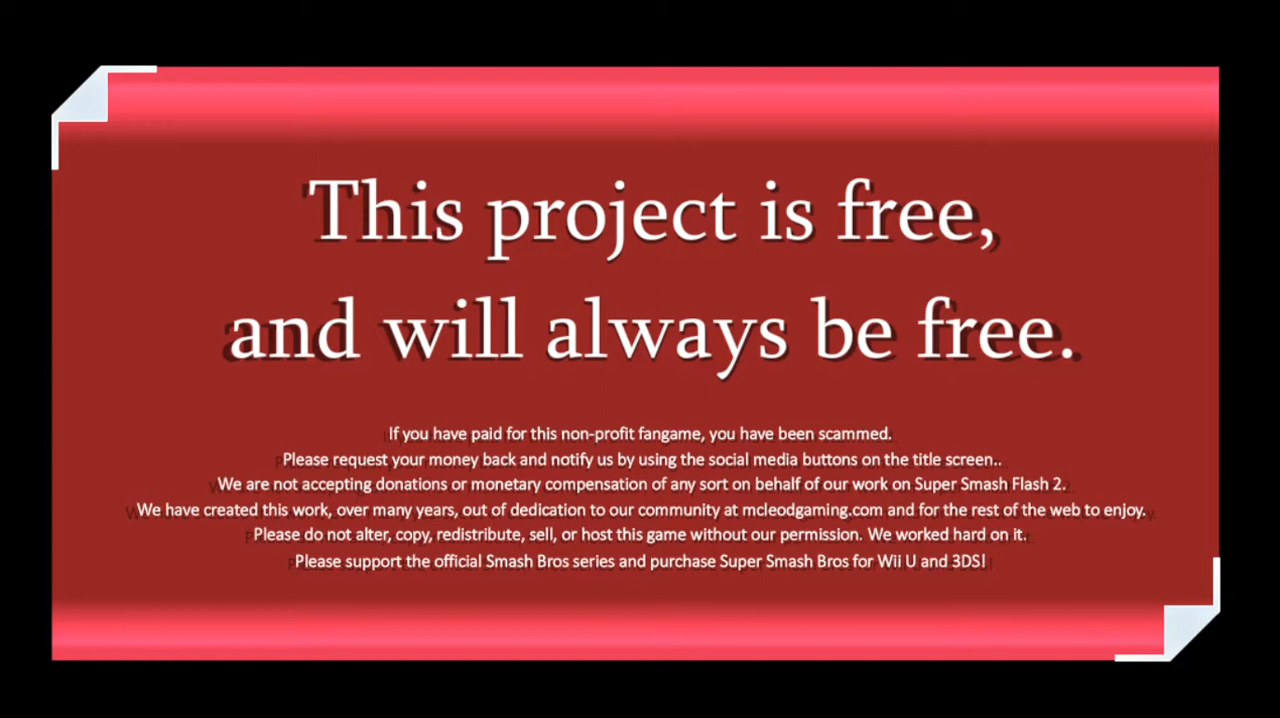 This project is free,
and will always be free.
If you have paid for this non-profit fangame, you have been scammed.
Please request your money back and notify us by using the social media buttons on the title screen..
We are not accepting donations or monetary compensation of any sort on behalf of our work on Super Smash Flash 2.
We have created this work, over many years, out of dedication to our community at mcleodgaming.com and for the rest of the web to enjoy.
Please do not alter, copy, redistribute, sell, or host this game without our permission. We worked hard on it.
Please support the official Smash Bros series and purchase Super Smash Bros for Wii U and 3DS!